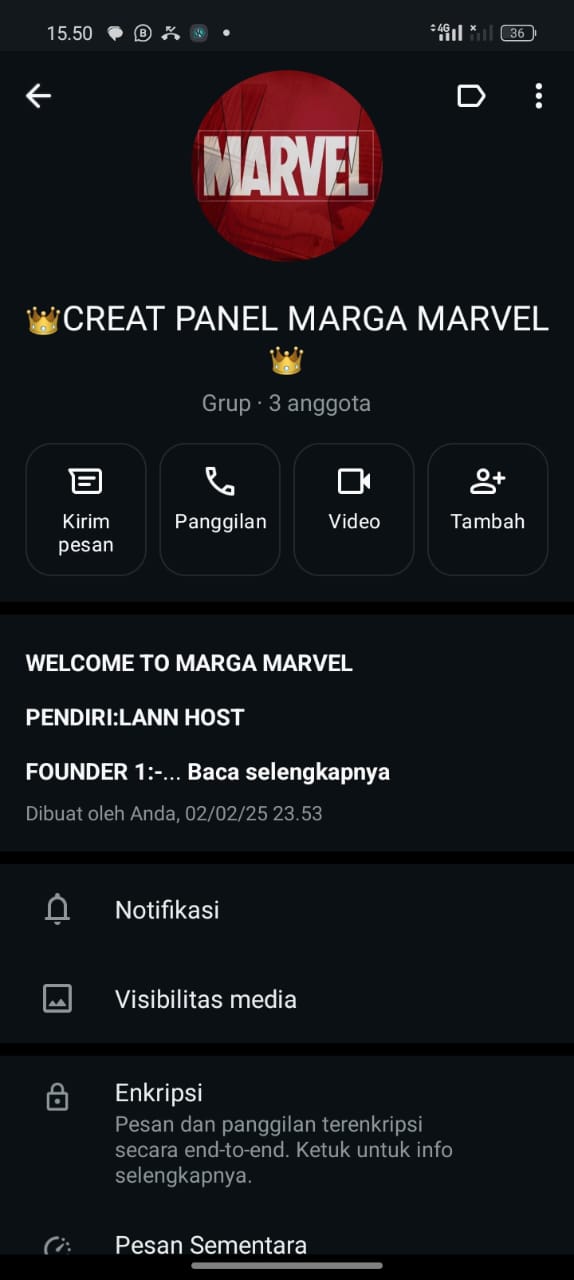 15.50
4G
36
MARVEL
👑CREAT PANEL MARGA MARVEL
👑
Grup · 3 anggota
Kirim
pesan
Panggilan
Video
Tambah
WELCOME TO MARGA MARVEL
PENDIRI:LANN HOST
FOUNDER 1:-... Baca selengkapnya
Dibuat oleh Anda, 02/02/25 23.53
Notifikasi
Visibilitas media
Enkripsi
Pesan dan panggilan terenkripsi
secara end-to-end. Ketuk untuk info
selengkapnya.
Pesan Sementara